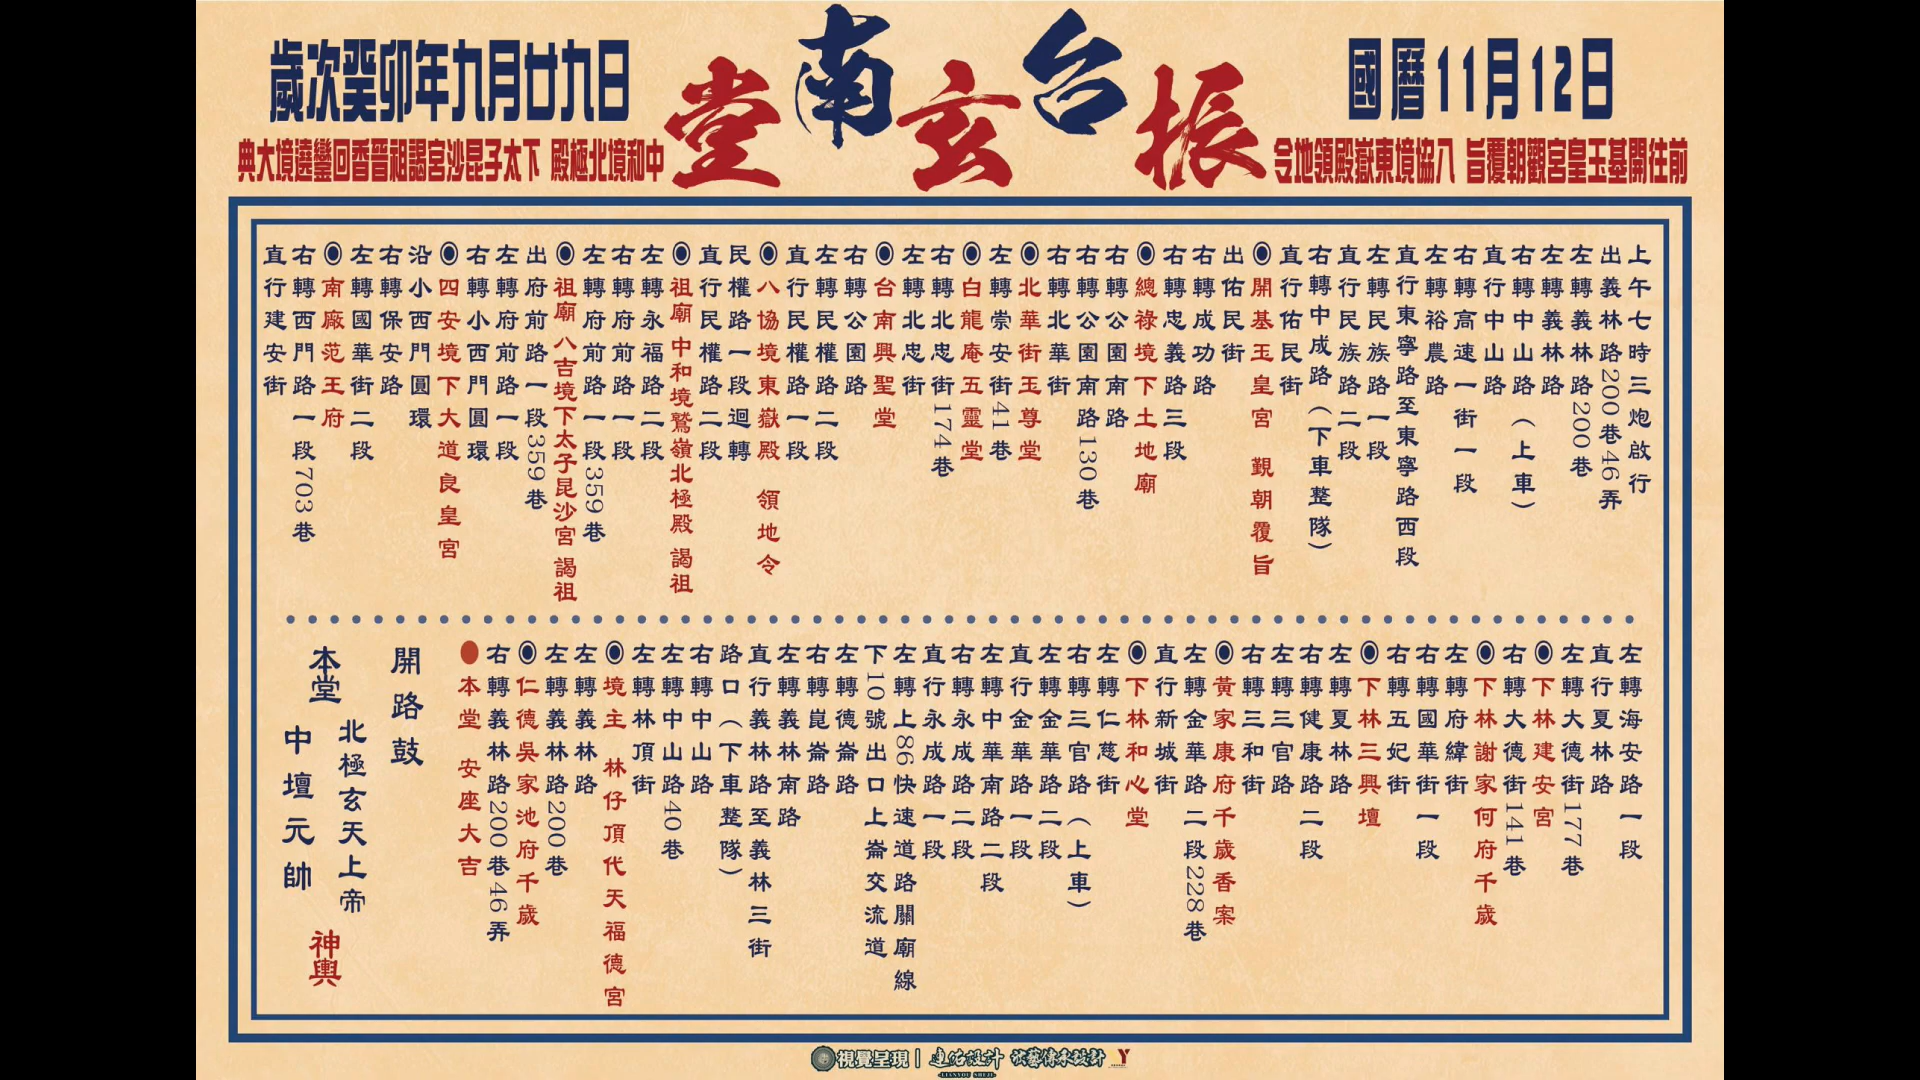 國曆11月12日
前往開基玉皇宮覲朝覆旨 八協境東嶽殿領地令
台南
振玄堂
歲次癸卯年九月廿九日
中和境北極殿 下太子昆沙宮謁祖晉香回鑾遶境大典
上午七時三炮啟行
出義林路200巷46弄
左轉義林路200巷
左轉義林路
右轉中山路（上車）
直行中山路
右轉高速一街一段
左轉裕農路
直行東寧路至東寧路西段
左轉民族路一段
直行民族路二段
右轉中成路（下車整隊）
直行佑民街
◉開基玉皇宮 覲朝覆旨
出佑民街
右轉成功路
右轉忠義路三段
◉總祿境下土地廟
右轉公園南路
右轉公園南路130巷
右轉北華街
◉北華街玉尊堂
左轉崇安街41巷
◉白龍庵五靈堂
右轉北忠街174巷
左轉北忠街
◉台南興聖堂
右轉公園路
左轉民權路二段
直行民權路一段
◉八協境東嶽殿 領地令
民權路一段迴轉
直行民權路二段
◉祖廟 中和境鷲嶺北極殿 謁祖
左轉永福路二段
右轉府前路一段
左轉府前路一段359巷
◉祖廟 八吉境下太子昆沙宮 謁祖
出府前路一段359巷
左轉府前路一段
右轉小西門圓環
◉四安境下大道良皇宮
沿小西門圓環
右轉保安路
左轉國華街二段
◉南廠范王府
右轉西門路一段703巷
直行建安街
左轉海安路一段
直行夏林路
左轉大德街177巷
◉下林建安宮
右轉大德街141巷
◉下林謝家何府千歲
左轉府緯街
右轉國華街一段
右轉五妃街
◉下林三興壇
左轉夏林路
右轉健康路二段
左轉三官路
右轉三和街
◉黃家康府千歲香案
左轉金華路二段228巷
直行新城街
◉下林和心堂
左轉仁慈街
右轉三官路（上車）
左轉金華路二段
直行金華路一段
左轉中華南路二段
右轉永成路二段
直行永成路一段
左轉上86快速道路關廟線
下10號出口上崙交流道
左轉德崙路
右轉崑崙路
左轉義林南路
直行義林路至義林三街
路口（下車整隊）
右轉中山路
左轉中山路40巷
左轉林頂街
◉境主 林仔頂代天福德宮
左轉義林路
左轉義林路200巷
◉仁德吳家池府千歲
右轉義林路200巷46弄
●本堂 安座大吉
開路鼓
本堂
北極玄天上帝
中壇元帥
神輿
視覺呈現｜連佑設計
LIANYOU SHEJI